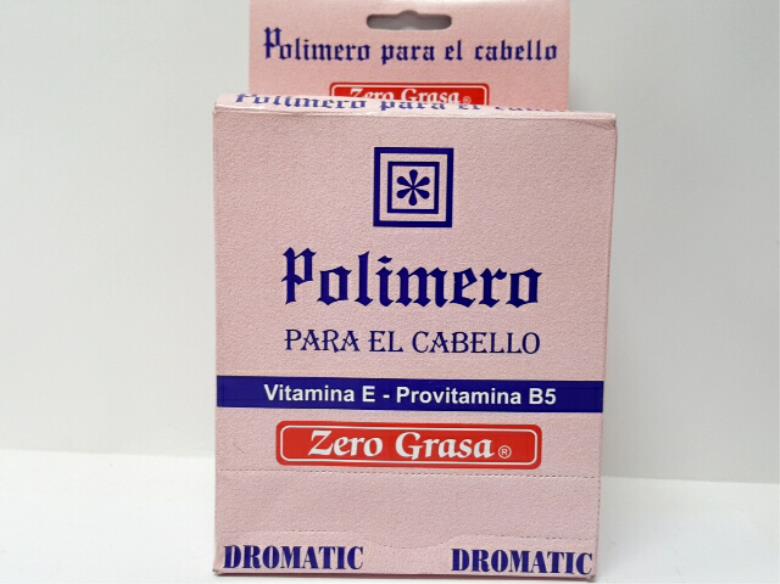 Polimero para el cabello
Zero Grasa®
Polimero para el cabello
Polimero
PARA EL CABELLO
Vitamina E - Provitamina B5
Zero Grasa®
DROMATIC DROMATIC